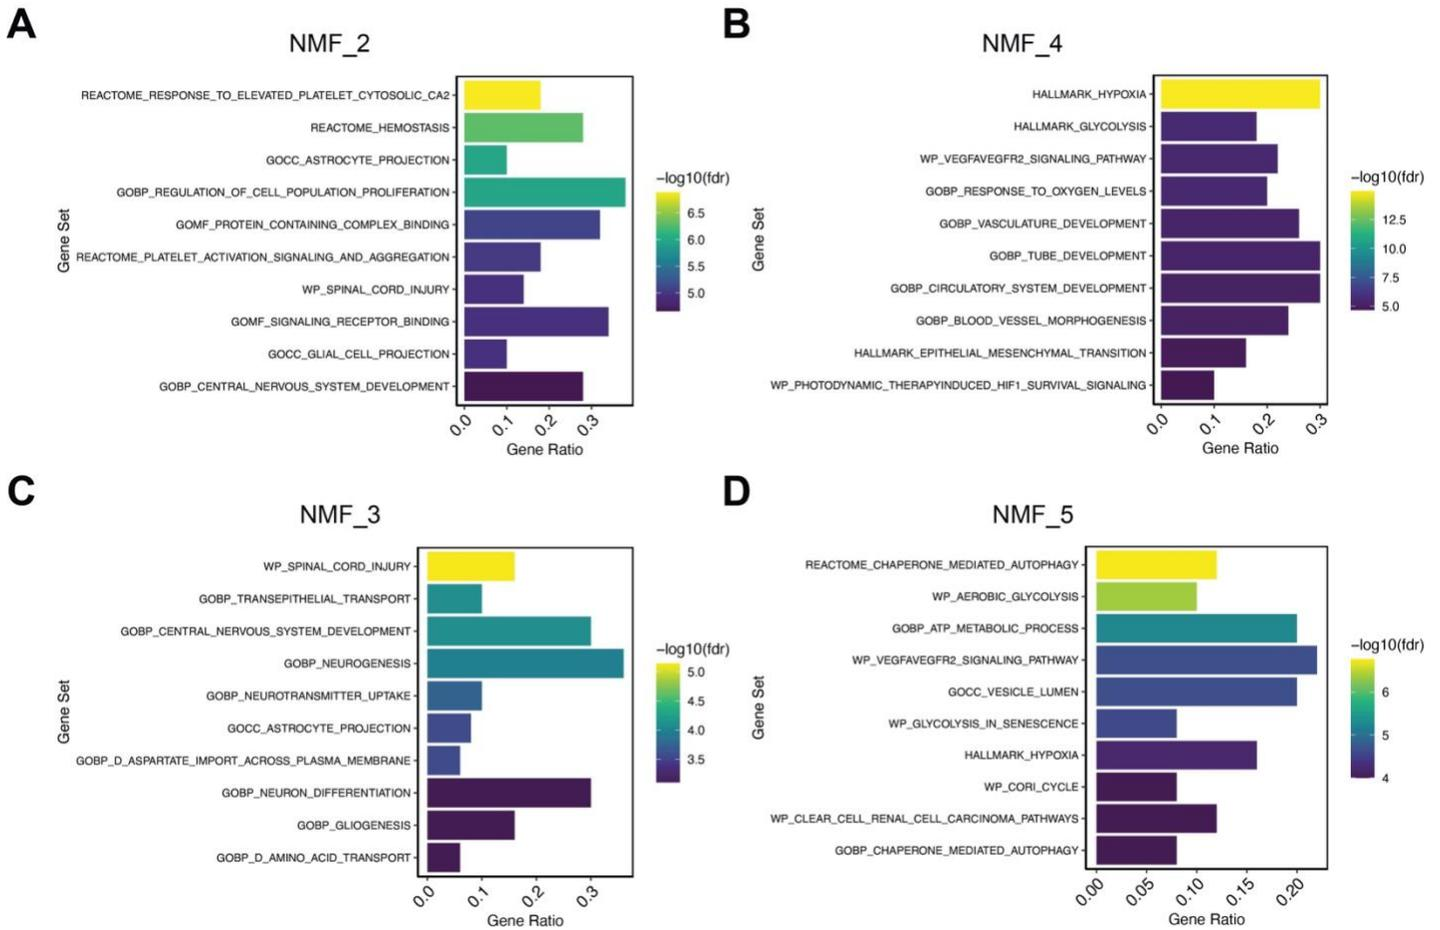 A
NMF_2
REACTOME_RESPONSE_TO_ELEVATED_PLATELET_CYTOSOLIC_CA2
REACTOME_HEMOSTASIS
GOCC_ASTROCYTE_PROJECTION
GOBP_REGULATION_OF_CELL_POPULATION_PROLIFERATION
GOMF_PROTEIN_CONTAINING_COMPLEX_BINDING
REACTOME_PLATELET_ACTIVATION_SIGNALING_AND_AGGREGATION
WP_SPINAL_CORD_INJURY
GOMF_SIGNALING_RECEPTOR_BINDING
GOCC_GLIAL_CELL_PROJECTION
GOBP_CENTRAL_NERVOUS_SYSTEM_DEVELOPMENT
Gene Set
0.0 0.1 0.2 0.3
Gene Ratio
−log10(fdr)
6.5
6.0
5.5
5.0
B
NMF_4
HALLMARK_HYPOXIA
HALLMARK_GLYCOLYSIS
WP_VEGFAVEGFR2_SIGNALING_PATHWAY
GOBP_RESPONSE_TO_OXYGEN_LEVELS
GOBP_VASCULATURE_DEVELOPMENT
GOBP_TUBE_DEVELOPMENT
GOBP_CIRCULATORY_SYSTEM_DEVELOPMENT
GOBP_BLOOD_VESSEL_MORPHOGENESIS
HALLMARK_EPITHELIAL_MESENCHYMAL_TRANSITION
WP_PHOTODYNAMIC_THERAPYINDUCED_HIF1_SURVIVAL_SIGNALING
Gene Set
0.0 0.1 0.2 0.3
Gene Ratio
−log10(fdr)
12.5
10.0
7.5
5.0
C
NMF_3
WP_SPINAL_CORD_INJURY
GOBP_TRANSEPITHELIAL_TRANSPORT
GOBP_CENTRAL_NERVOUS_SYSTEM_DEVELOPMENT
GOBP_NEUROGENESIS
GOBP_NEUROTRANSMITTER_UPTAKE
GOCC_ASTROCYTE_PROJECTION
GOBP_D_ASPARTATE_IMPORT_ACROSS_PLASMA_MEMBRANE
GOBP_NEURON_DIFFERENTIATION
GOBP_GLIOGENESIS
GOBP_D_AMINO_ACID_TRANSPORT
Gene Set
0.0 0.1 0.2 0.3
Gene Ratio
−log10(fdr)
5.0
4.5
4.0
3.5
D
NMF_5
REACTOME_CHAPERONE_MEDIATED_AUTOPHAGY
WP_AEROBIC_GLYCOLYSIS
GOBP_ATP_METABOLIC_PROCESS
WP_VEGFAVEGFR2_SIGNALING_PATHWAY
GOCC_VESICLE_LUMEN
WP_GLYCOLYSIS_IN_SENESCENCE
HALLMARK_HYPOXIA
WP_CORI_CYCLE
WP_CLEAR_CELL_RENAL_CELL_CARCINOMA_PATHWAYS
GOBP_CHAPERONE_MEDIATED_AUTOPHAGY
Gene Set
0.00 0.05 0.10 0.15 0.20
Gene Ratio
−log10(fdr)
6
5
4